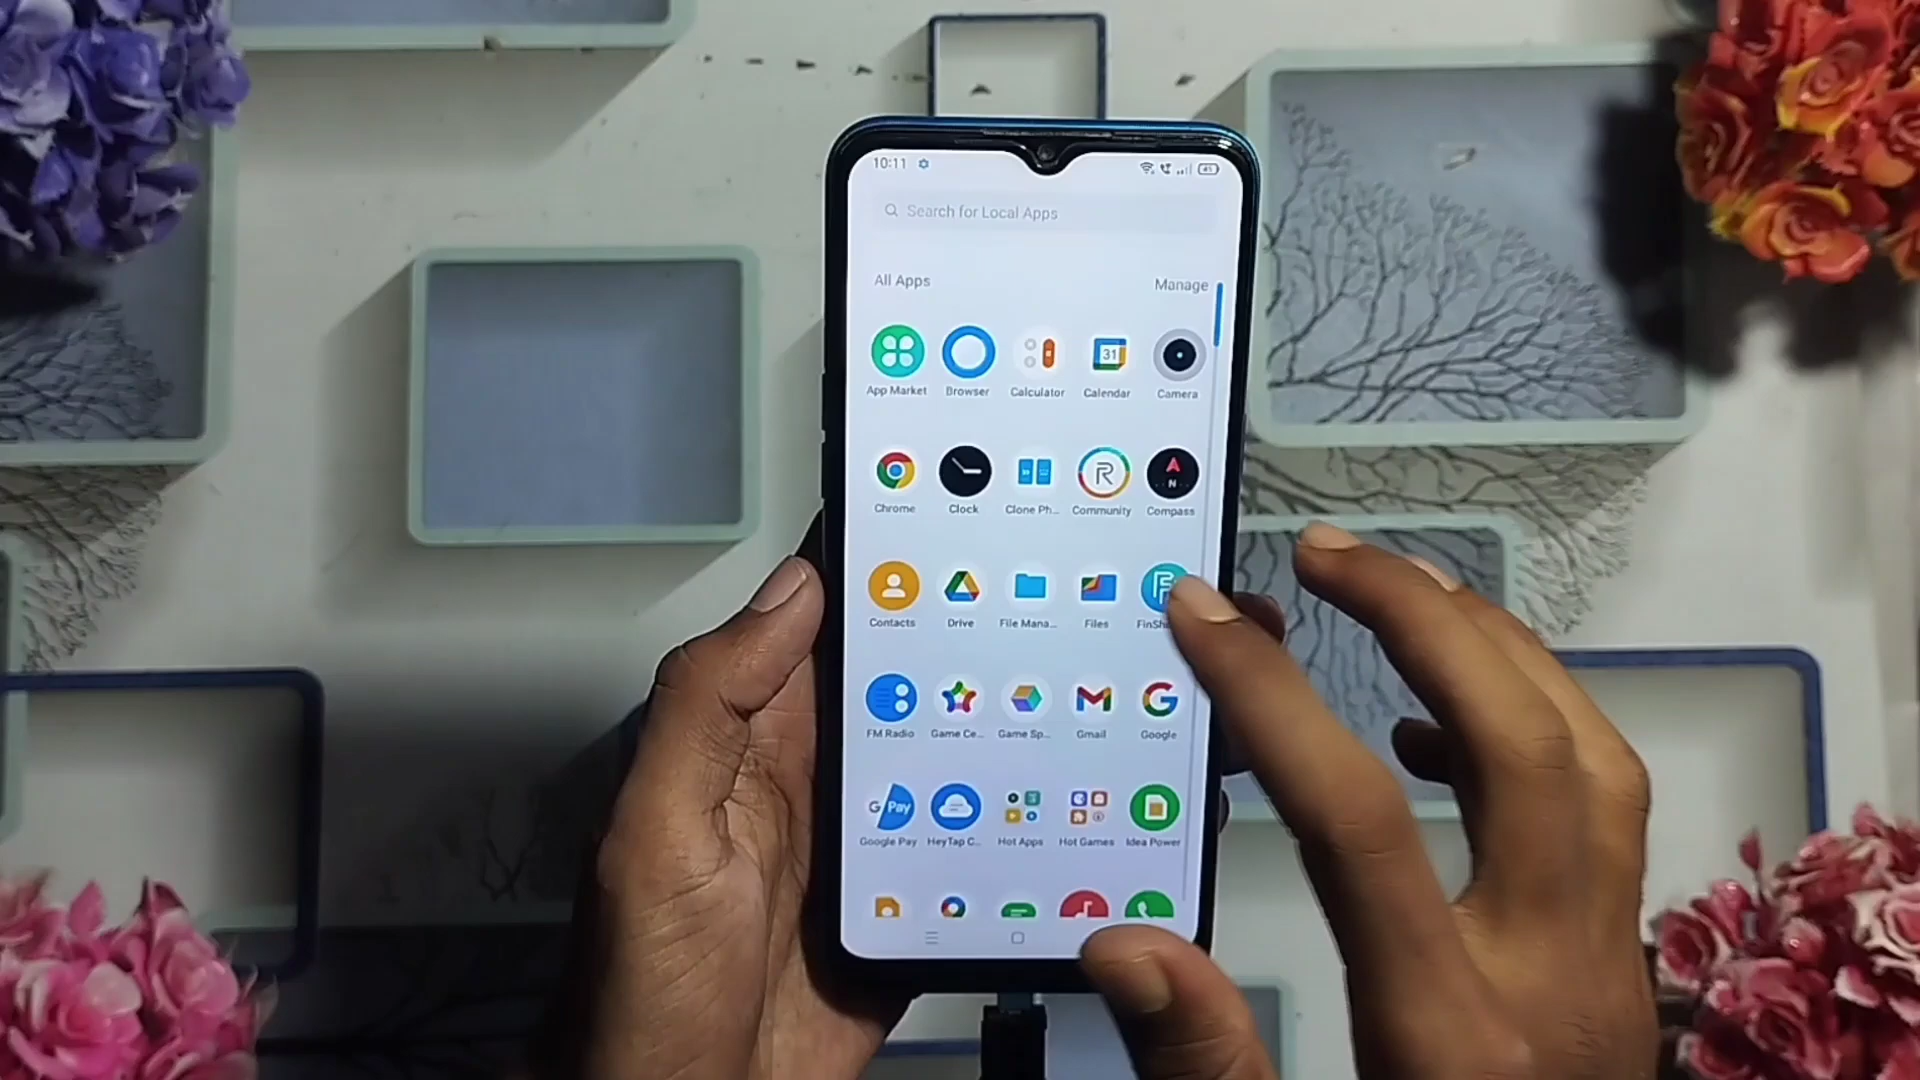 10:11
45
Search for Local Apps
All Apps
Manage
31
App Market Browser Calculator Calendar Camera
R
N
Chrome Clock Clone Ph... Community Compass
Contacts Drive File Mana... Files
FM Radio Game Ce... Game Sp... Gmail Google
G Pay
Google Pay HeyTap C... Hot Apps Hot Games Idea Power